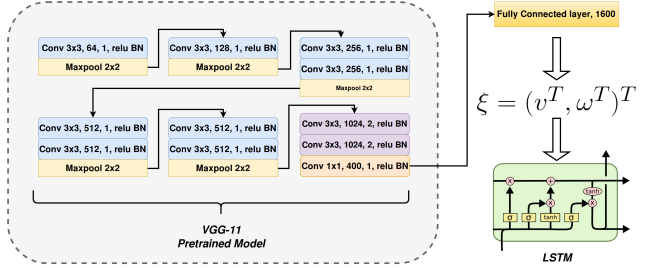 Conv 3x3, 64, 1, relu BN
Maxpool 2x2
Conv 3x3, 128, 1, relu BN
Maxpool 2x2
Conv 3x3, 256, 1, relu BN
Conv 3x3, 256, 1, relu BN
Maxpool 2x2
Conv 3x3, 512, 1, relu BN
Conv 3x3, 512, 1, relu BN
Maxpool 2x2
Conv 3x3, 512, 1, relu BN
Conv 3x3, 512, 1, relu BN
Maxpool 2x2
Conv 3x3, 1024, 2, relu BN
Conv 3x3, 1024, 2, relu BN
Conv 1x1, 400, 1, relu BN
VGG-11
Pretrained Model
Fully Connected layer, 1600
ξ = (v^T, ω^T)^T
× + tanh
× ×
σ σ tanh σ
LSTM